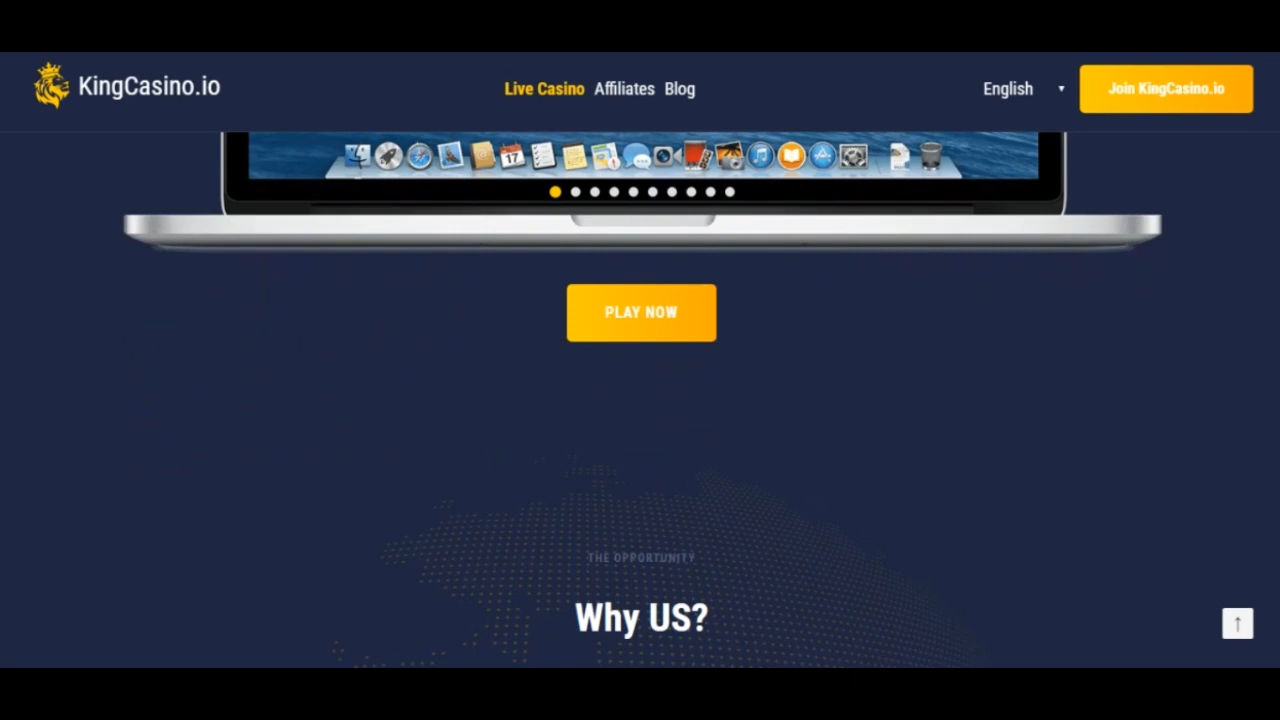 KingCasino.io
Live Casino Affiliates Blog
English
Join KingCasino.io
17
PLAY NOW
THE OPPORTUNITY
Why US?